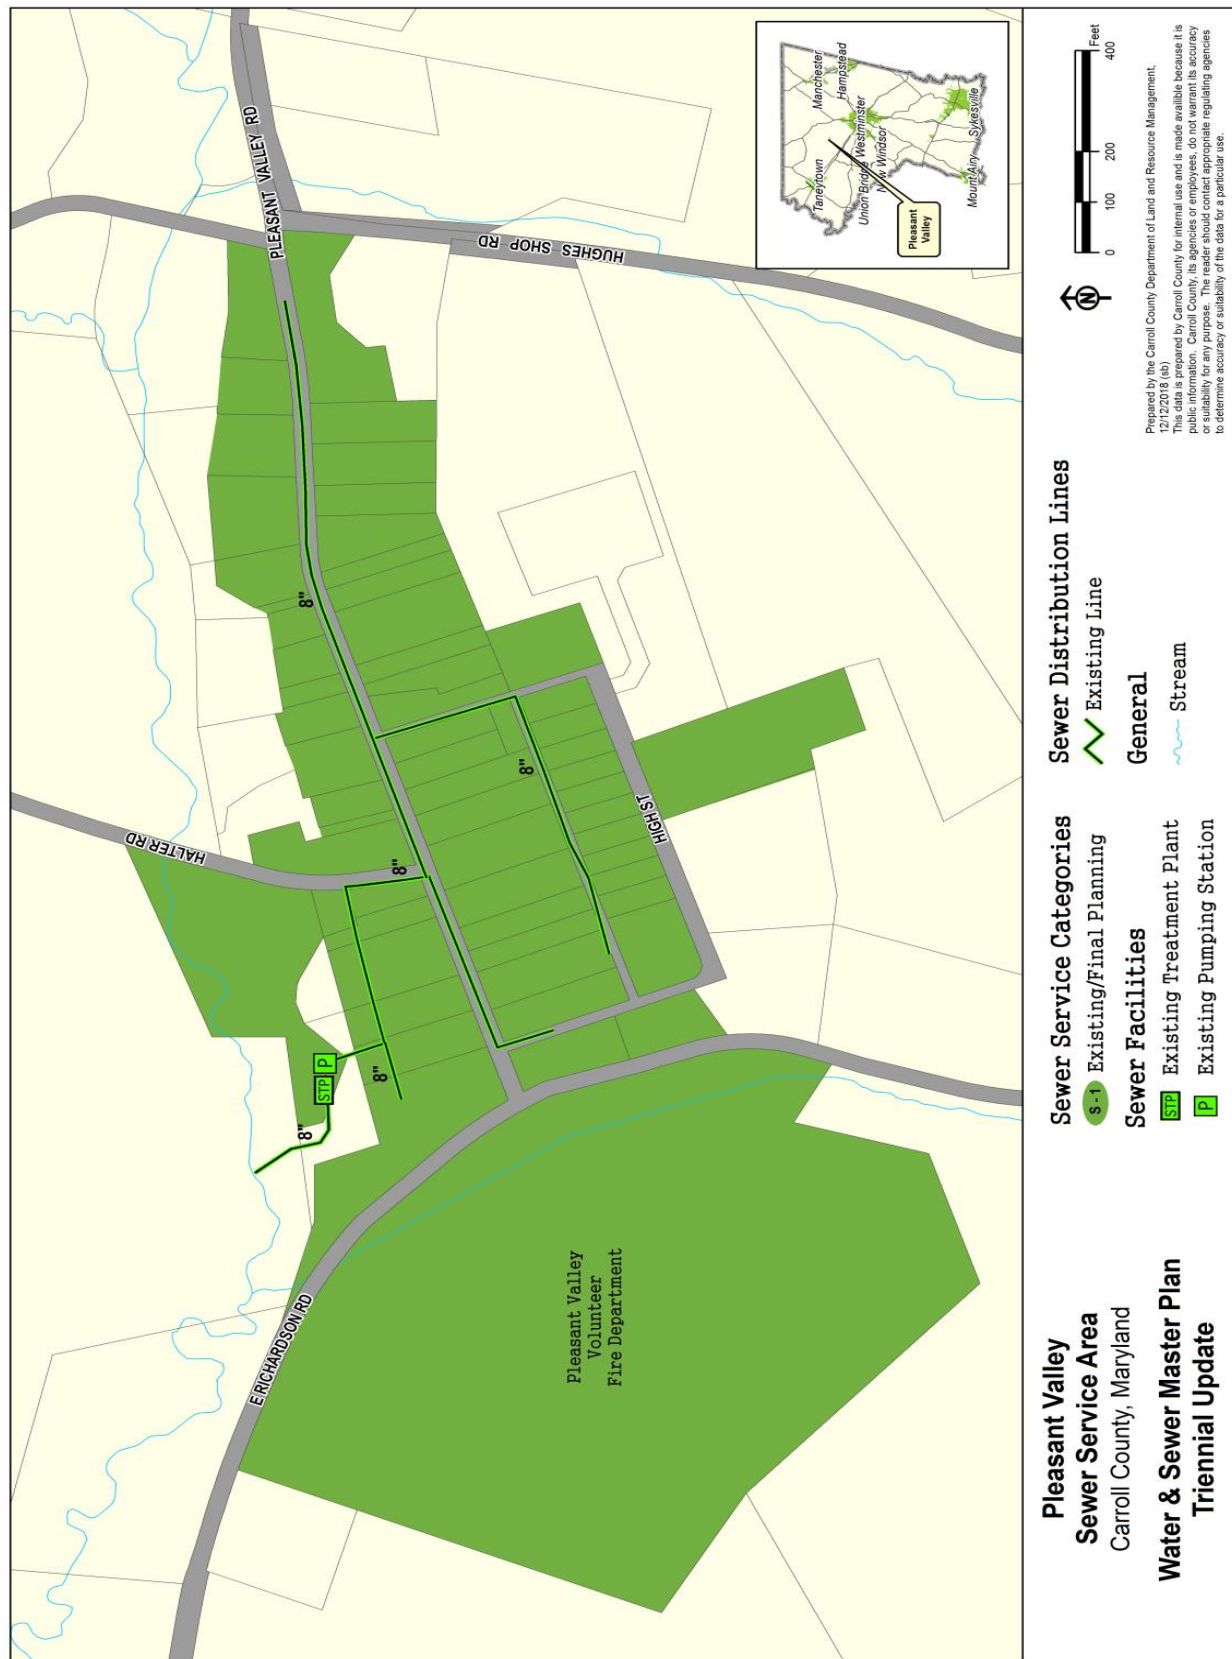 PLEASANT VALLEY RD
HUGHES SHOP RD
HALTER RD
HIGH ST
E RICHARDSON RD
8"
8"
8"
8"
8"
STP
P
Pleasant Valley
Volunteer
Fire Department
Manchester
Hampstead
Taneytown
Westminster
Union Bridge
New Windsor
Mount Airy
Sykesville
Pleasant
Valley
Pleasant Valley
Sewer Service Area
Carroll County, Maryland
Water & Sewer Master Plan
Triennial Update
Sewer Service Categories
S - 1 Existing/Final Planning
Sewer Facilities
STP Existing Treatment Plant
P Existing Pumping Station
Sewer Distribution Lines
Existing Line
General
Stream
N
0 100 200 400
Feet
Prepared by the Carroll County Department of Land and Resource Management,
12/12/2018 (sb)
This data is prepared by Carroll County for internal use and is made availible because it is
public information. Carroll County, its agencies or employees, do not warrant its accuracy
or suitability for any purpose. The reader should contact appropriate regulating agencies
to determine accuracy or suitability of the data for a particular use.